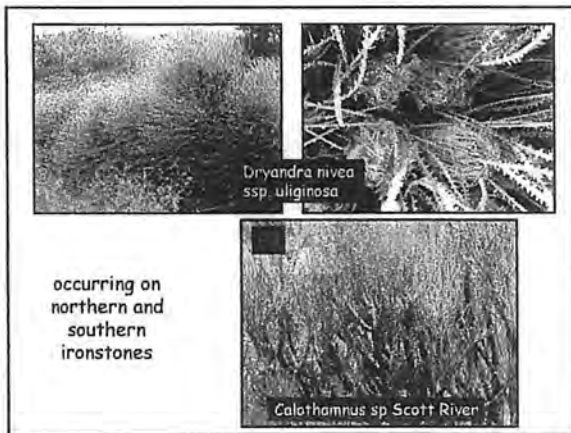 Dryandra nivea
ssp. uliginosa
occurring on
northern and
southern
ironstones
Calothamnus sp Scott River